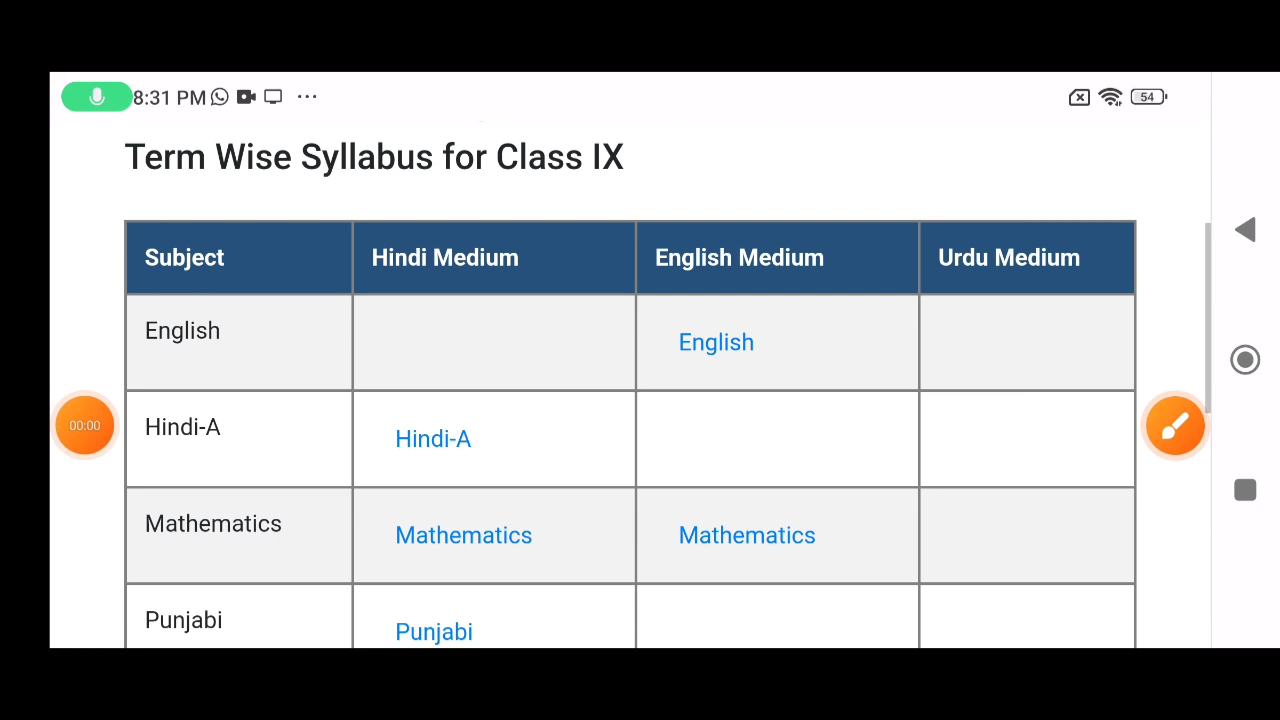 8:31 PM ... 54
Term Wise Syllabus for Class IX
Subject Hindi Medium English Medium Urdu Medium
English English
00:00
Hindi-A Hindi-A
Mathematics Mathematics Mathematics
Punjabi Punjabi